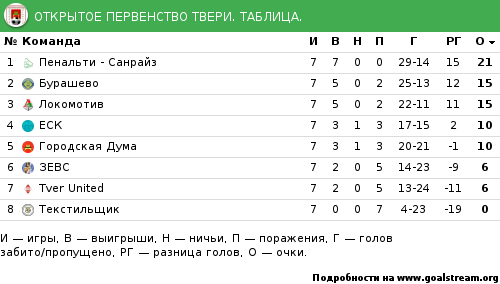 ОТКРЫТОЕ ПЕРВЕНСТВО ТВЕРИ. ТАБЛИЦА.
№ Команда И В Н П Г РГ О
1 Пенальти - Санрайз 7 7 0 0 29-14 15 21
2 Бурашево 7 5 0 2 25-13 12 15
3 Локомотив 7 5 0 2 22-11 11 15
4 ЕСК 7 3 1 3 17-15 2 10
5 Городская Дума 7 3 1 3 20-21 -1 10
6 ЗЕВС 7 2 0 5 14-23 -9 6
7 Tver United 7 2 0 5 13-24 -11 6
8 Текстильщик 7 0 0 7 4-23 -19 0
И — игры, В — выигрыши, Н — ничьи, П — поражения, Г — голов
забито/пропущено, РГ — разница голов, О — очки.
Подробности на www.goalstream.org